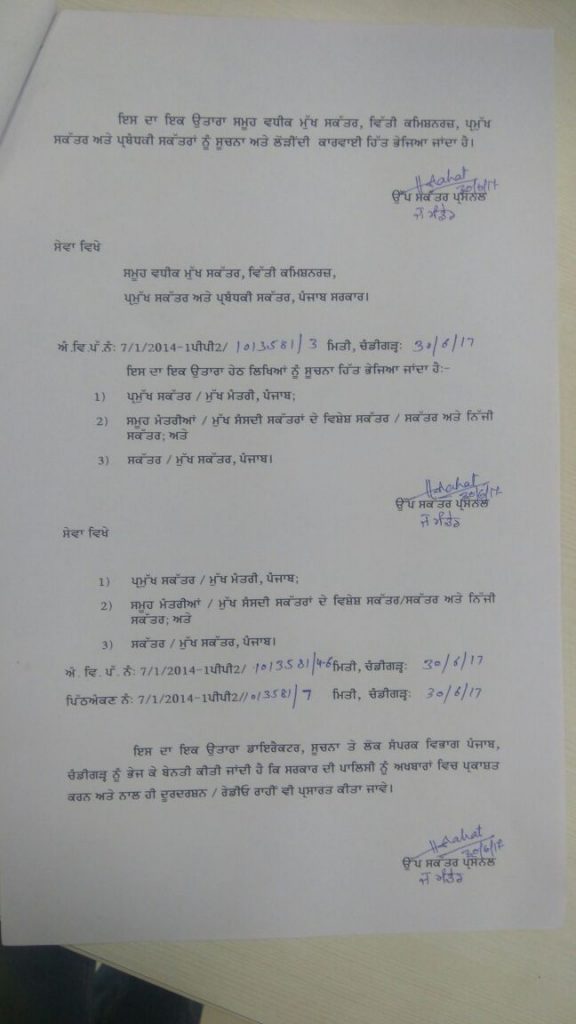 ਇਸ ਦਾ ਇਕ ਉਤਾਰਾ ਸਮੂਹ ਵਧੀਕ ਮੁੱਖ ਸਕੱਤਰ, ਵਿੱਤੀ ਕਮਿਸ਼ਨਰਜ਼, ਪ੍ਰਮੁੱਖ
ਸਕੱਤਰ ਅਤੇ ਪ੍ਰਬੰਧਕੀ ਸਕੱਤਰਾਂ ਨੂੰ ਸੂਚਨਾ ਅਤੇ ਲੋੜੀਂਦੀ ਕਾਰਵਾਈ ਹਿੱਤ ਭੇਜਿਆ ਜਾਂਦਾ ਹੈ।
30/6/17
ਉੱਪ ਸਕੱਤਰ ਪ੍ਰਸੋਨਲ
ਸੇਵਾ ਵਿਖੇ
ਸਮੂਹ ਵਧੀਕ ਮੁੱਖ ਸਕੱਤਰ, ਵਿੱਤੀ ਕਮਿਸ਼ਨਰਜ਼,
ਪ੍ਰਮੁੱਖ ਸਕੱਤਰ ਅਤੇ ਪ੍ਰਬੰਧਕੀ ਸਕੱਤਰ, ਪੰਜਾਬ ਸਰਕਾਰ।
ਅੰ.ਵਿ.ਪੱ.ਨੰ: 7/1/2014-1ਪੀਪੀ2/ 1013581/3 ਮਿਤੀ, ਚੰਡੀਗੜ੍ਹ: 30/6/17
ਇਸ ਦਾ ਇਕ ਉਤਾਰਾ ਹੇਠ ਲਿਖਿਆਂ ਨੂੰ ਸੂਚਨਾ ਹਿੱਤ ਭੇਜਿਆ ਜਾਂਦਾ ਹੈ:-
1) ਪ੍ਰਮੁੱਖ ਸਕੱਤਰ / ਮੁੱਖ ਮੰਤਰੀ, ਪੰਜਾਬ;
2) ਸਮੂਹ ਮੰਤਰੀਆਂ / ਮੁੱਖ ਸੰਸਦੀ ਸਕੱਤਰਾਂ ਦੇ ਵਿਸ਼ੇਸ਼ ਸਕੱਤਰ / ਸਕੱਤਰ ਅਤੇ ਨਿੱਜੀ
ਸਕੱਤਰ; ਅਤੇ
3) ਸਕੱਤਰ / ਮੁੱਖ ਸਕੱਤਰ, ਪੰਜਾਬ।
30/6/17
ਉੱਪ ਸਕੱਤਰ ਪ੍ਰਸੋਨਲ
ਸੇਵਾ ਵਿਖੇ
1) ਪ੍ਰਮੁੱਖ ਸਕੱਤਰ / ਮੁੱਖ ਮੰਤਰੀ, ਪੰਜਾਬ;
2) ਸਮੂਹ ਮੰਤਰੀਆਂ / ਮੁੱਖ ਸੰਸਦੀ ਸਕੱਤਰਾਂ ਦੇ ਵਿਸ਼ੇਸ਼ ਸਕੱਤਰ/ਸਕੱਤਰ ਅਤੇ ਨਿੱਜੀ
ਸਕੱਤਰ; ਅਤੇ
3) ਸਕੱਤਰ / ਮੁੱਖ ਸਕੱਤਰ, ਪੰਜਾਬ।
ਅੰ. ਵਿ. ਪੱ. ਨੰ: 7/1/2014-1ਪੀਪੀ2/ 1013581/4-6 ਮਿਤੀ, ਚੰਡੀਗੜ੍ਹ: 30/6/17
ਪਿੱਠਅੰਕਣ ਨੰ: 7/1/2014-1ਪੀਪੀ2/1013581/7 ਮਿਤੀ, ਚੰਡੀਗੜ੍ਹ: 30/6/17
ਇਸ ਦਾ ਇਕ ਉਤਾਰਾ ਡਾਇਰੈਕਟਰ, ਸੂਚਨਾ ਤੇ ਲੋਕ ਸੰਪਰਕ ਵਿਭਾਗ ਪੰਜਾਬ,
ਚੰਡੀਗੜ੍ਹ ਨੂੰ ਭੇਜ ਕੇ ਬੇਨਤੀ ਕੀਤੀ ਜਾਂਦੀ ਹੈ ਕਿ ਸਰਕਾਰ ਦੀ ਪਾਲਿਸੀ ਨੂੰ ਅਖਬਾਰਾਂ ਵਿਚ ਪ੍ਰਕਾਸ਼ਤ
ਕਰਨ ਅਤੇ ਨਾਲ ਹੀ ਦੂਰਦਰਸ਼ਨ / ਰੇਡੀਓ ਰਾਹੀਂ ਵੀ ਪ੍ਰਸਾਰਤ ਕੀਤਾ ਜਾਵੇ।
30/6/17
ਉੱਪ ਸਕੱਤਰ ਪ੍ਰਸੋਨਲ